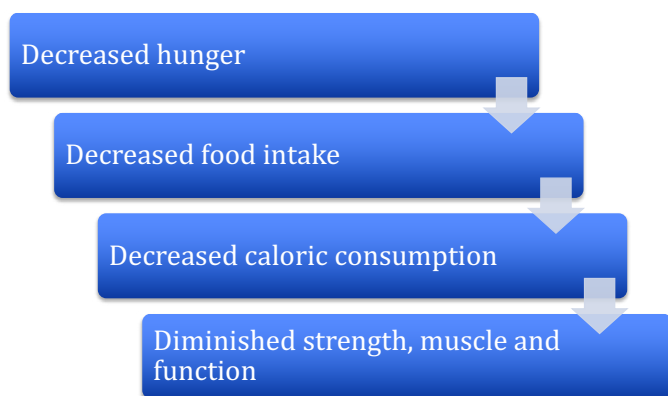 Decreased hunger
Decreased food intake
Decreased caloric consumption
Diminished strength, muscle and
function